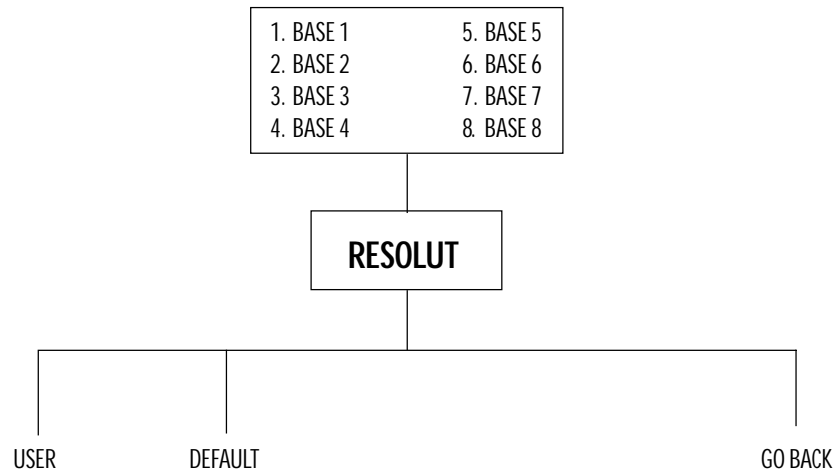 1. BASE 1 5. BASE 5
2. BASE 2 6. BASE 6
3. BASE 3 7. BASE 7
4. BASE 4 8. BASE 8
RESOLUT
USER DEFAULT GO BACK